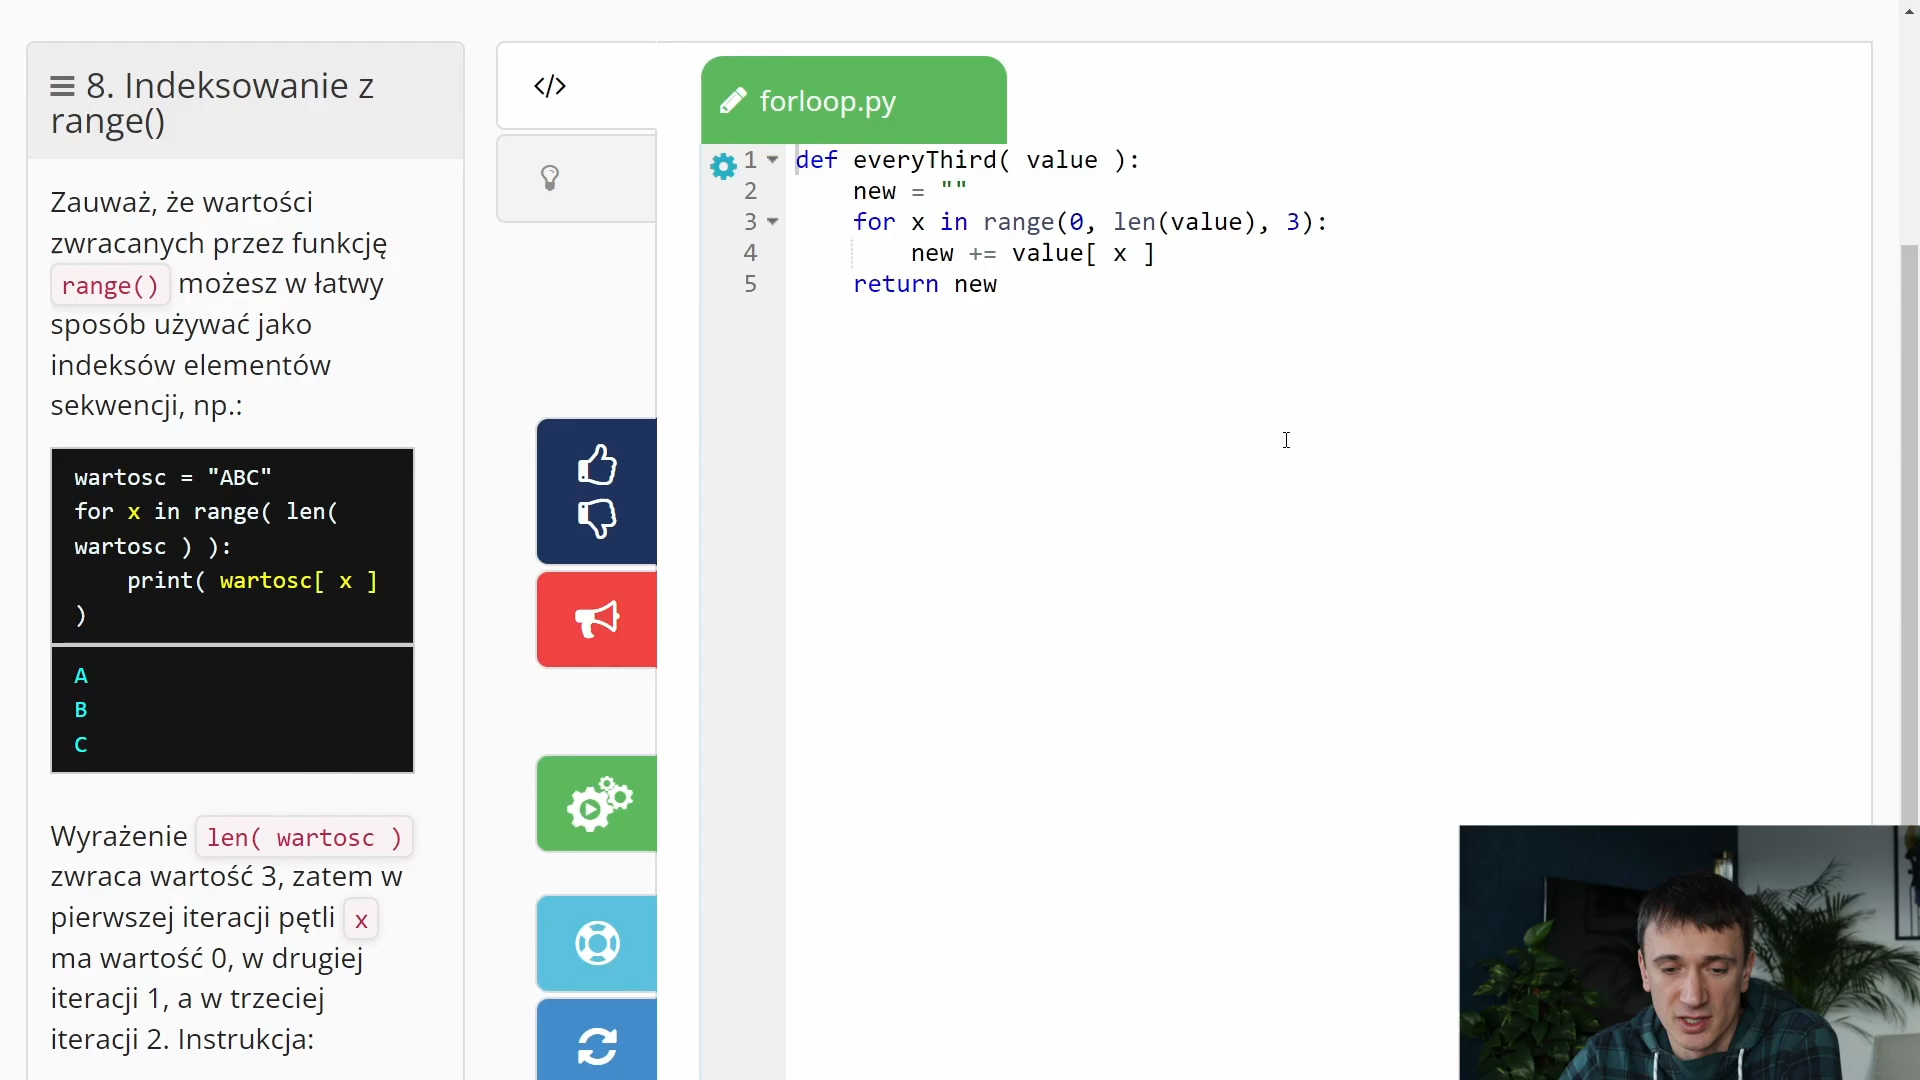 8. Indeksowanie z
range()
Zauważ, że wartości
zwracanych przez funkcję
range() możesz w łatwy
sposób używać jako
indeksów elementów
sekwencji, np.:
wartosc = "ABC"
for x in range( len(
wartosc ) ):
    print( wartosc[ x ]
)
A
B
C
Wyrażenie len( wartosc )
zwraca wartość 3, zatem w
pierwszej iteracji pętli x
ma wartość 0, w drugiej
iteracji 1, a w trzeciej
iteracji 2. Instrukcja:
</>
forloop.py
1 def everyThird( value ):
2     new = ""
3     for x in range(0, len(value), 3):
4         new += value[ x ]
5     return new